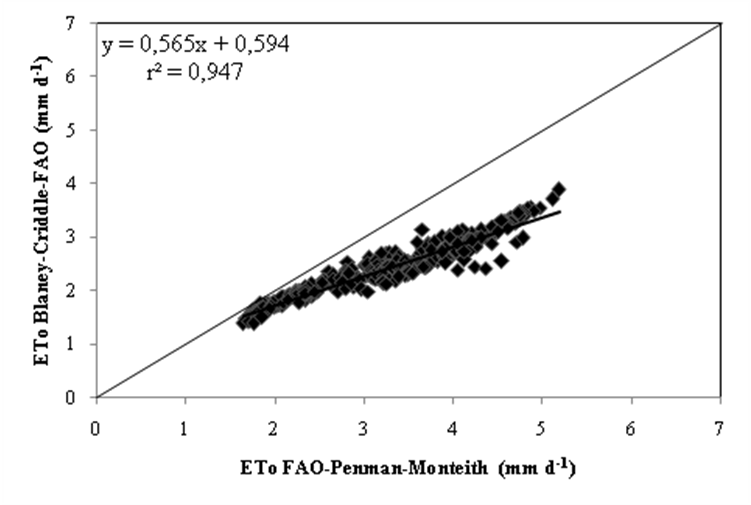 y = 0,565x + 0,594
r² = 0,947
7
6
5
4
3
2
1
0
ETo Blaney-Criddle-FAO (mm d⁻¹)
0 1 2 3 4 5 6 7
ETo FAO-Penman-Monteith (mm d⁻¹)